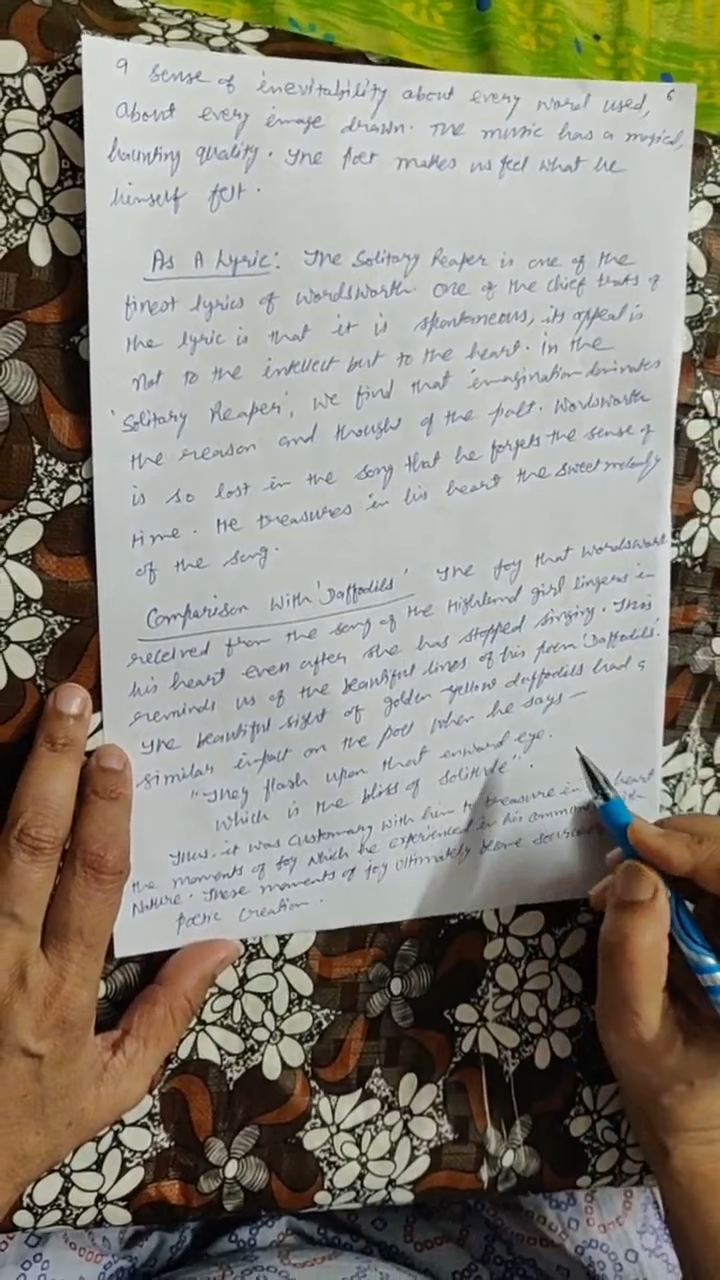 6
a sense of inevitability about every word used,
about every image drawn. The music has a magical,
haunting quality. The Poet makes us feel what he
himself felt.
As A Lyric: The Solitary Reaper is one of the
finest lyrics of Wordsworth. One of the chief traits of
the lyric is that it is spontaneous, its appeal is
not to the intellect but to the heart. In the
'Solitary Reaper', we find that imagination dominates
the reason and thought of the poet. Wordsworth
is so lost in the song that he forgets the sense of
time. He treasures in his heart the sweet melody
of the song.
Comparison With 'Daffodils' The joy that Wordsworth
received from the song of the Highland girl lingers in
his heart even after she has stopped singing. This
reminds us of the beautiful lines of his poem 'Daffodils'.
The beautiful sight of golden yellow daffodils had a
similar impact on the poet when he says —
"They flash upon that enward eye.
Which is the bliss of Solitude".
Thus, it was customary with him to treasure in heart
the moments of joy which he experienced in his with
Nature. These moments of joy ultimately become
Poetic Creation.